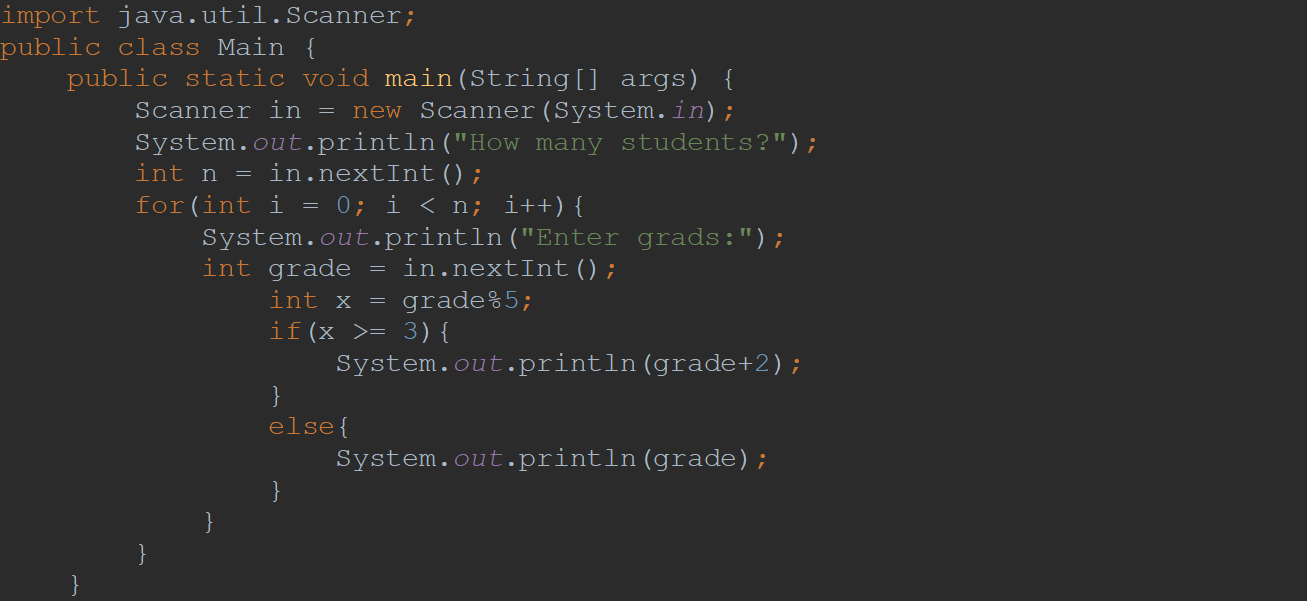 import java.util.Scanner;
public class Main {
    public static void main(String[] args) {
        Scanner in = new Scanner(System.in);
        System.out.println("How many students?");
        int n = in.nextInt();
        for(int i = 0; i < n; i++){
            System.out.println("Enter grads:");
            int grade = in.nextInt();
                int x = grade%5;
                if(x >= 3){
                    System.out.println(grade+2);
                }
                else{
                    System.out.println(grade);
                }
            }
        }
    }